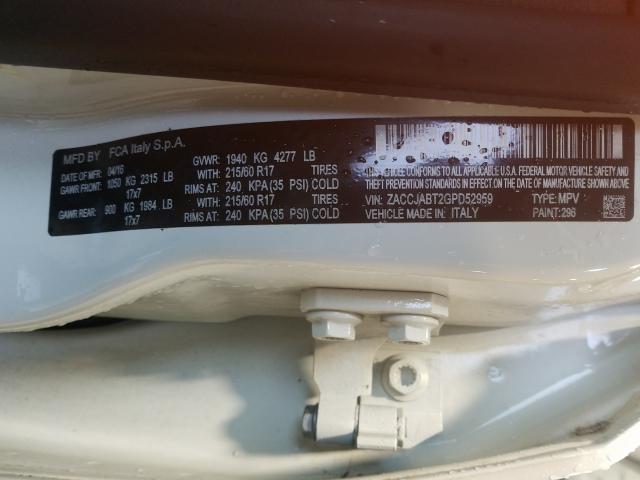 MFD BY FCA Italy S.p.A.
DATE OF MFR: 04/16 GVWR: 1940 KG 4277 LB
GAWR FRONT: 1050 KG 2315 LB WITH: 215/60 R17 TIRES
17x7 RIMS AT: 240 KPA (35 PSI) COLD
GAWR REAR: 900 KG 1984 LB WITH: 215/60 R17 TIRES
17x7 RIMS AT: 240 KPA (35 PSI) COLD
THIS VEHICLE CONFORMS TO ALL APPLICABLE U.S.A. FEDERAL MOTOR VEHICLE SAFETY
AND THEFT PREVENTION STANDARDS IN EFFECT ON THE DATE OF MFR SHOWN ABOVE.
VIN: ZACCJABT2GPD52959 TYPE: MPV
VEHICLE MADE IN: ITALY PAINT: 296